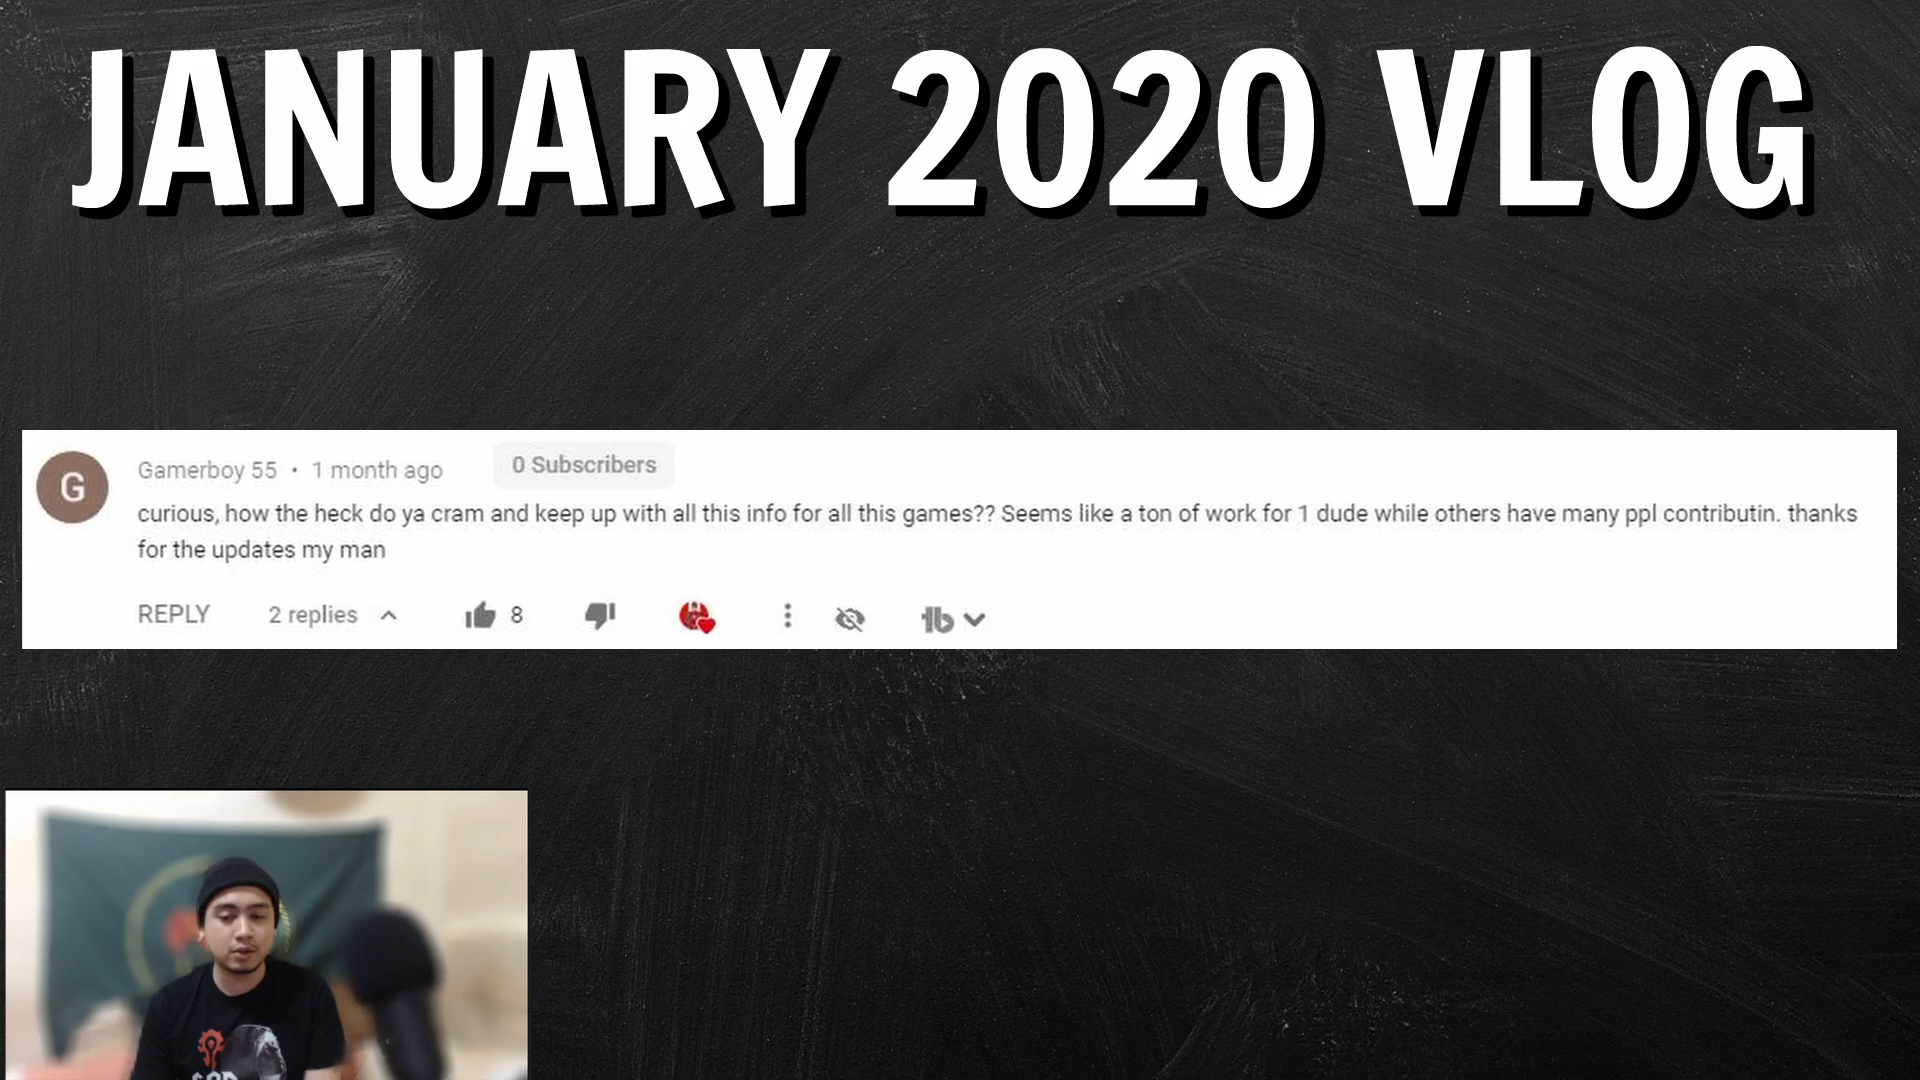 JANUARY 2020 VLOG
G
Gamerboy 55 • 1 month ago
0 Subscribers
curious, how the heck do ya cram and keep up with all this info for all this games?? Seems like a ton of work for 1 dude while others have many ppl contributin. thanks
for the updates my man
REPLY
2 replies
8